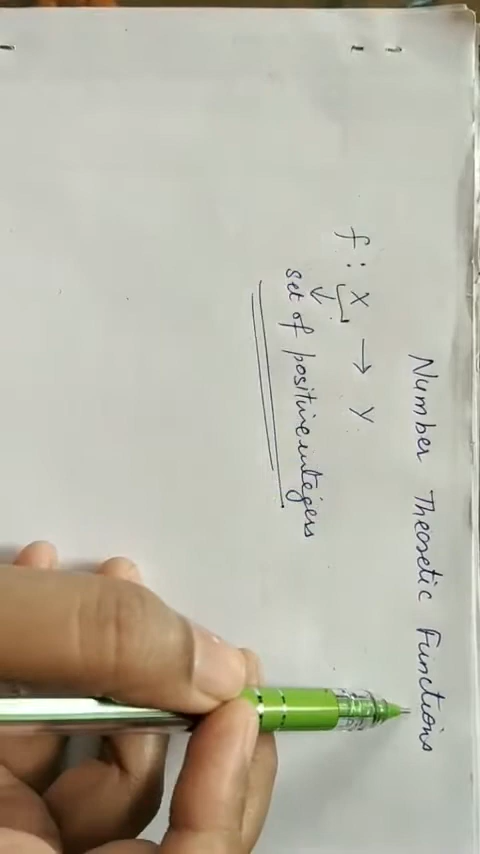 Number Theoretic Functions
f : X → Y
set of positive integers